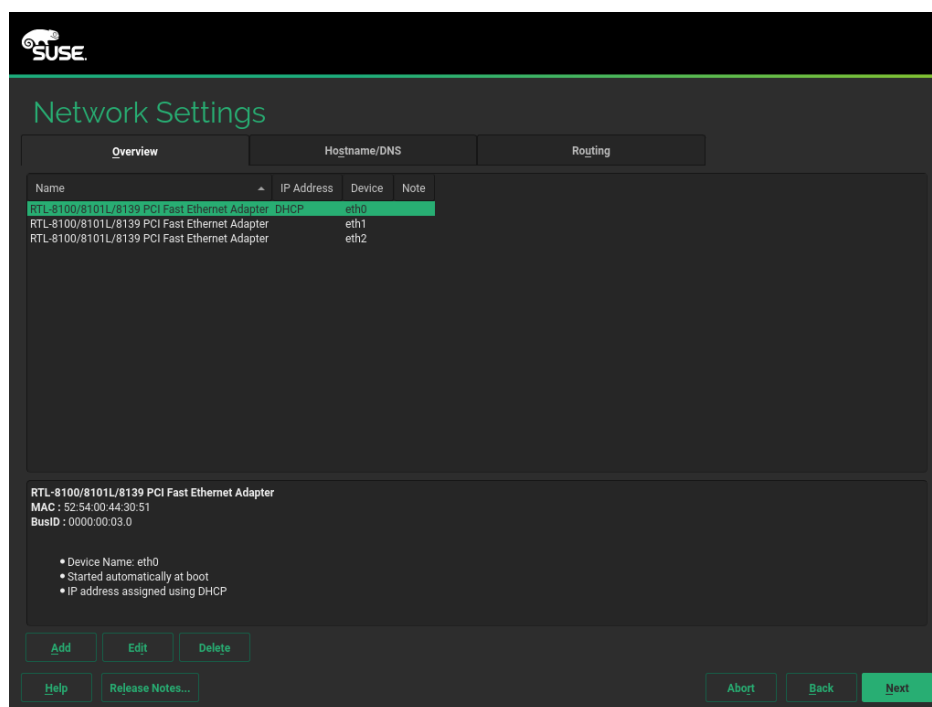 SUSE.
Network Settings
Overview Hostname/DNS Routing
Name IP Address Device Note
RTL-8100/8101L/8139 PCI Fast Ethernet Adapter DHCP eth0
RTL-8100/8101L/8139 PCI Fast Ethernet Adapter eth1
RTL-8100/8101L/8139 PCI Fast Ethernet Adapter eth2
RTL-8100/8101L/8139 PCI Fast Ethernet Adapter
MAC : 52:54:00:44:30:51
BusID : 0000:00:03.0
• Device Name: eth0
• Started automatically at boot
• IP address assigned using DHCP
Add Edit Delete
Help Release Notes... Abort Back Next